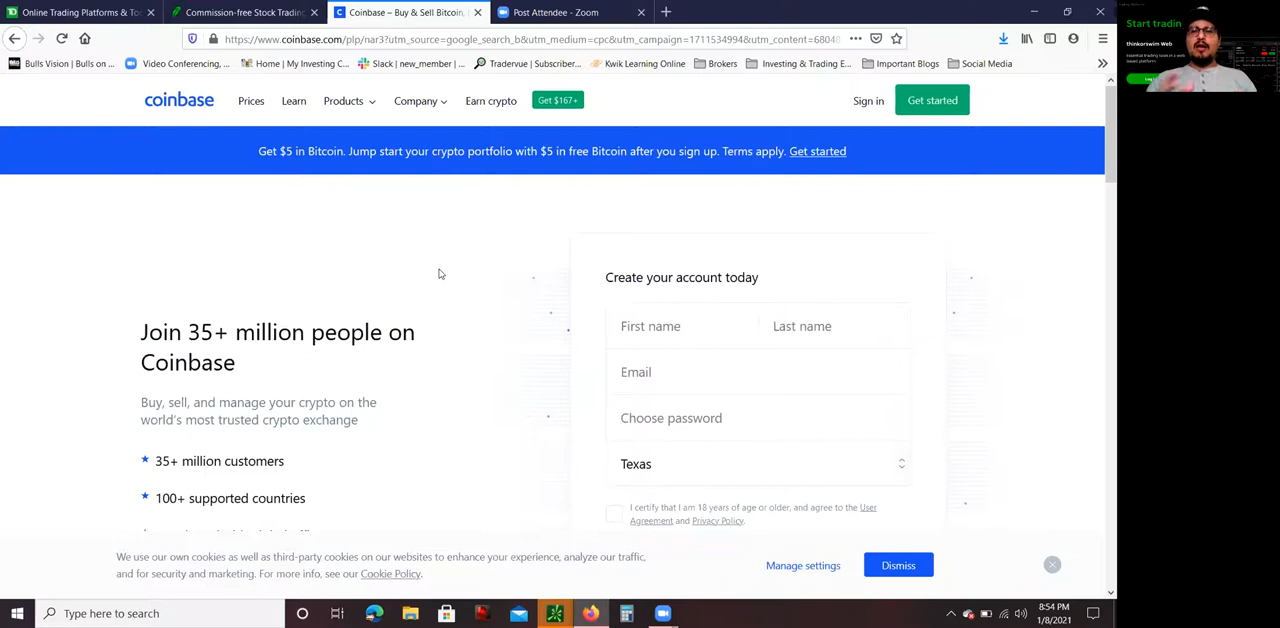 Online Trading Platforms & To
Commission-free Stock Trading
Coinbase – Buy & Sell Bitcoin,
Post Attendee - Zoom
https://www.coinbase.com/plp/nar3?utm_source=google_search_b&utm_medium=cpc&utm_campaign=1711534994&utm_content=68048
Bulls Vision | Bulls on ...
Video Conferencing, ...
Home | My Investing C...
Slack | new_member | ...
Tradervue | Subscriber...
Kwik Learning Online
Brokers
Investing & Trading E...
Important Blogs
Social Media
coinbase
Prices
Learn
Products
Company
Earn crypto
Get $167+
Sign in
Get started
Get $5 in Bitcoin. Jump start your crypto portfolio with $5 in free Bitcoin after you sign up. Terms apply. Get started
Join 35+ million people on
Coinbase
Buy, sell, and manage your crypto on the
world's most trusted crypto exchange
35+ million customers
100+ supported countries
Create your account today
First name
Last name
Email
Choose password
Texas
I certify that I am 18 years of age or older, and agree to the User
Agreement and Privacy Policy.
We use our own cookies as well as third-party cookies on our websites to enhance your experience, analyze our traffic,
and for security and marketing. For more info, see our Cookie Policy.
Manage settings
Dismiss
Type here to search
8:54 PM
1/8/2021
Start tradin
thinkorswim Web